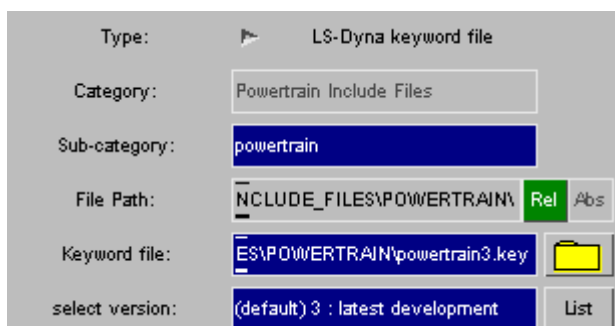 Type: LS-Dyna keyword file
Category: Powertrain Include Files
Sub-category: powertrain
File Path: NCLUDE_FILES\POWERTRAIN\ Rel Abs
Keyword file: ES\POWERTRAIN\powertrain3.key
select version: (default) 3 : latest development List